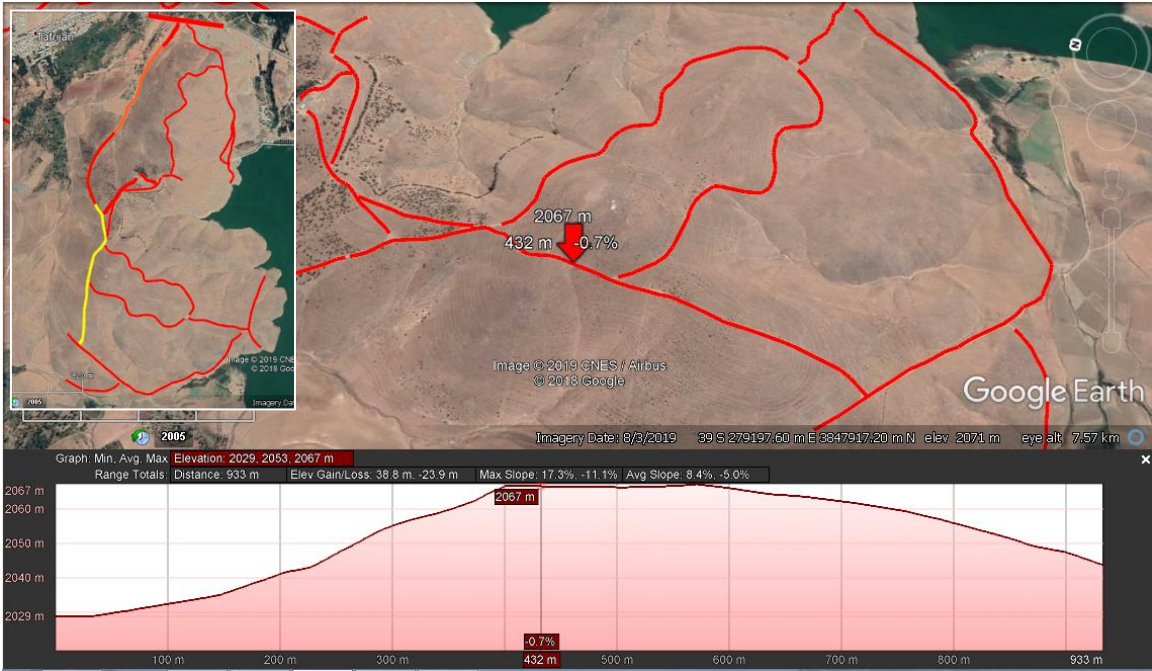 Tafrijan
Image © 2019 CNE
© 2018 Goo
2005
Imagery Da
2067 m
432 m -0.7%
N
Image © 2019 CNES / Airbus
© 2018 Google
Google Earth
2005
Imagery Date: 8/3/2019 39 S 279197.60 m E 3847917.20 m N elev 2071 m eye alt 7.57 km
Graph: Min, Avg, Max Elevation: 2029, 2053, 2067 m
Range Totals: Distance: 933 m Elev Gain/Loss: 38.8 m, -23.9 m Max Slope: 17.3%, -11.1% Avg Slope: 8.4%, -5.0%
2067 m
2060 m
2050 m
2040 m
2029 m
2067 m
-0.7%
100 m 200 m 300 m 432 m 500 m 600 m 700 m 800 m 933 m